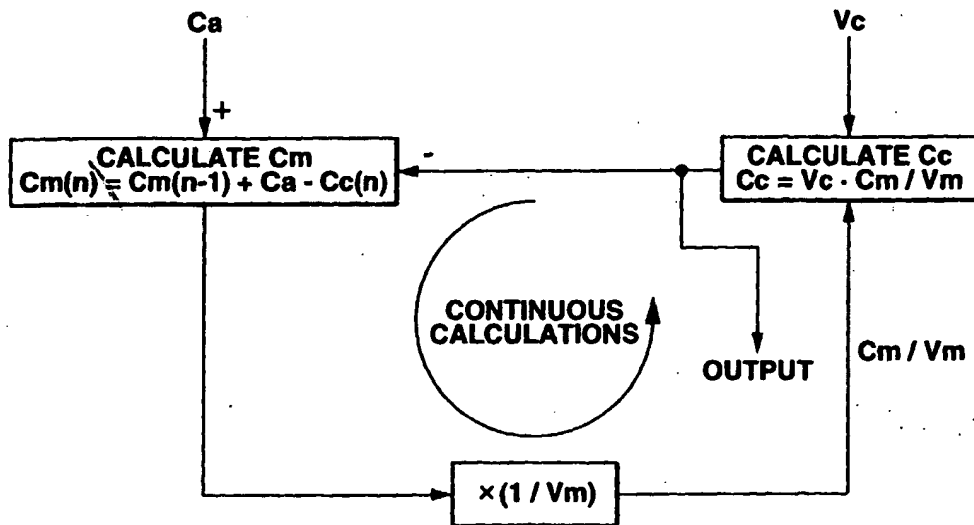 Ca
Vc
+
CALCULATE Cm
Cm(n) = Cm(n-1) + Ca - Cc(n)
-
CALCULATE Cc
Cc = Vc · Cm / Vm
CONTINUOUS
CALCULATIONS
OUTPUT
Cm / Vm
×(1 / Vm)